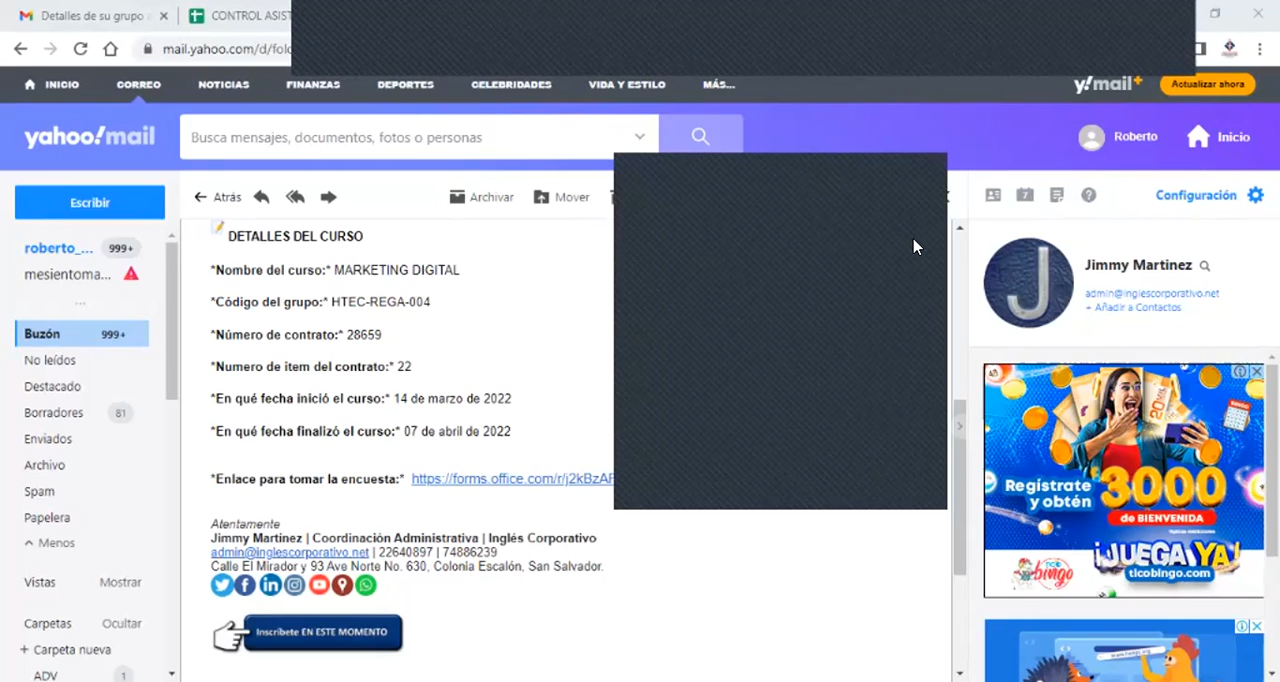 Detalles de su grupo
CONTROL ASIST
mail.yahoo.com/d/fold
INICIO
CORREO
NOTICIAS
FINANZAS
DEPORTES
CELEBRIDADES
VIDA Y ESTILO
MÁS...
y!mail+
Actualizar ahora
yahoo!mail
Busca mensajes, documentos, fotos o personas
Roberto
Inicio
Escribir
Atrás
Archivar
Mover
Configuración
roberto_... 999+
mesientoma...
...
Buzón 999+
No leídos
Destacado
Borradores 81
Enviados
Archivo
Spam
Papelera
Menos
Vistas Mostrar
Carpetas Ocultar
+ Carpeta nueva
ADV 1
DETALLES DEL CURSO
*Nombre del curso:* MARKETING DIGITAL
*Código del grupo:* HTEC-REGA-004
*Número de contrato:* 28659
*Numero de item del contrato:* 22
*En qué fecha inició el curso:* 14 de marzo de 2022
*En qué fecha finalizó el curso:* 07 de abril de 2022
*Enlace para tomar la encuesta:* https://forms.office.com/r/j2kBzAF
Atentamente
Jimmy Martinez | Coordinación Administrativa | Inglés Corporativo
admin@inglescorporativo.net | 22640897 | 74886239
Calle El Mirador y 93 Ave Norte No. 630, Colonia Escalón, San Salvador.
Inscríbete EN ESTE MOMENTO
Jimmy Martinez
admin@inglescorporativo.net
+ Añadir a Contactos
Regístrate
y obtén
3000
de BIENVENIDA
¡JUEGA YA!
tico bingo
ticobingo.com